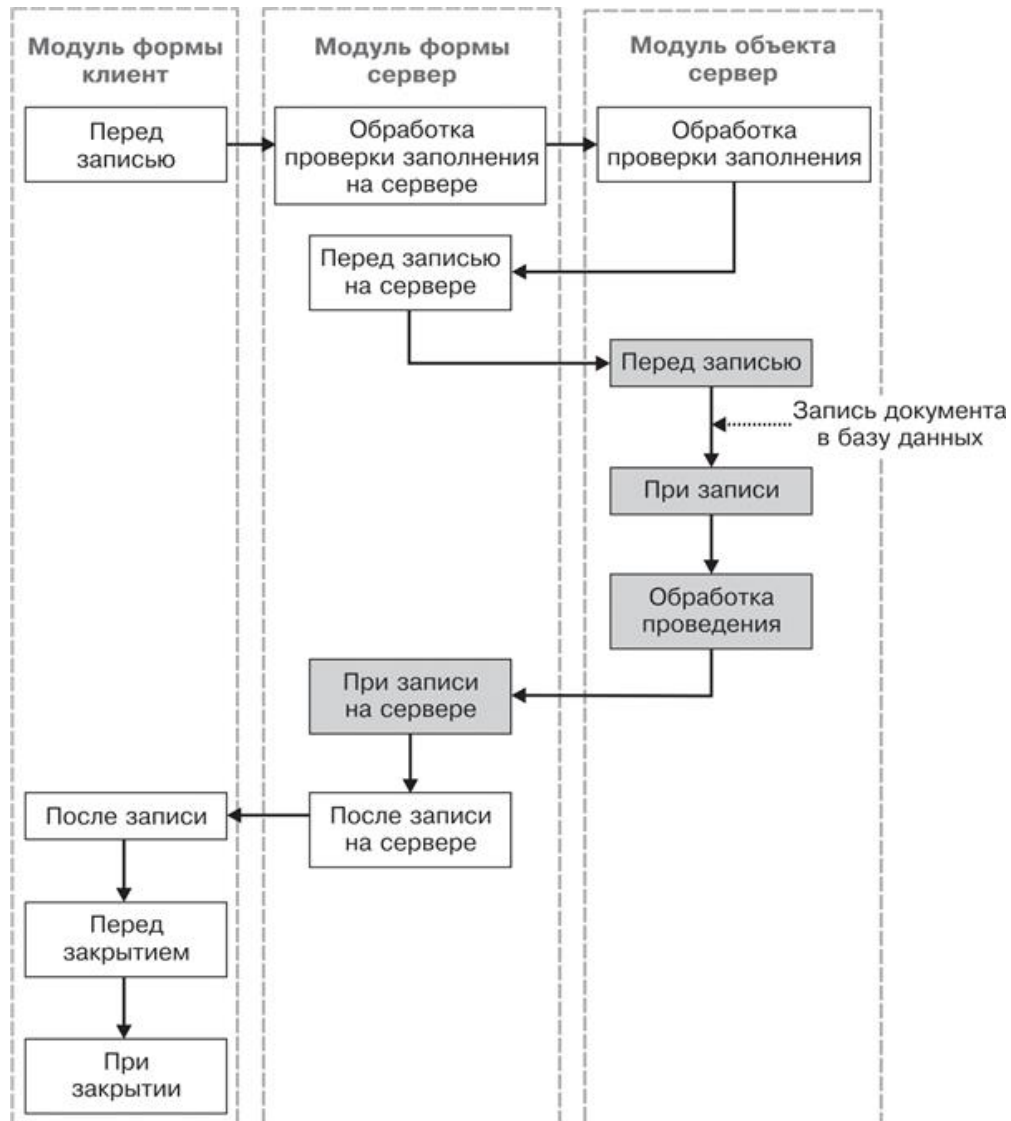 Модуль формы
клиент
Модуль формы
сервер
Модуль объекта
сервер
Перед
записью
Обработка
проверки заполнения
на сервере
Обработка
проверки заполнения
Перед записью
на сервере
Перед записью
Запись документа
в базу данных
При записи
Обработка
проведения
При записи
на сервере
После записи
После записи
на сервере
Перед
закрытием
При
закрытии